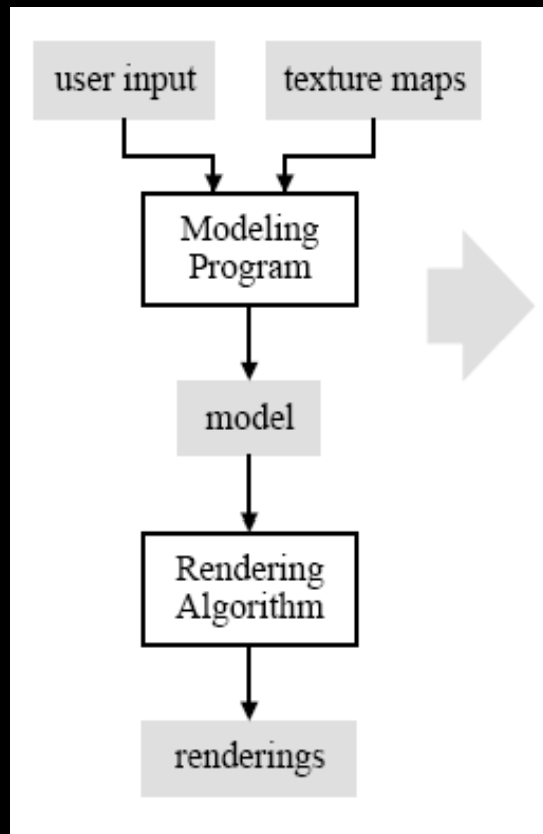 user input
texture maps
Modeling
Program
model
Rendering
Algorithm
renderings